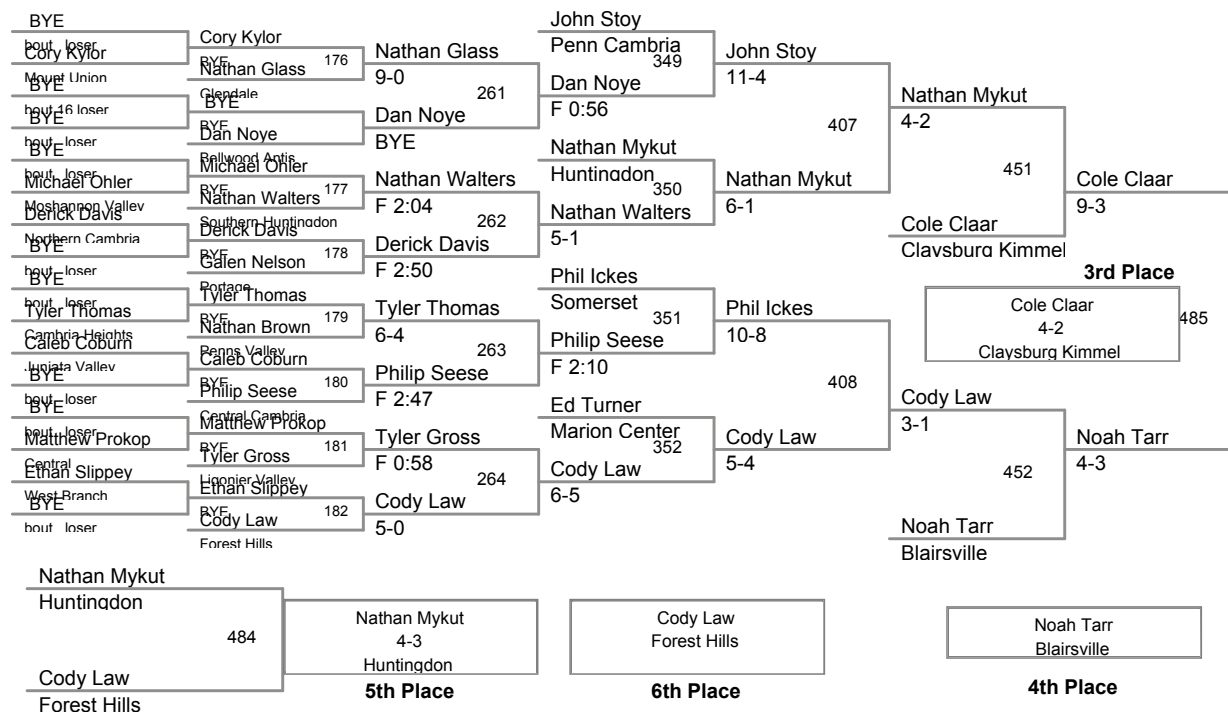 BYE
bout loser
Cory Kylor
Mount Union
BYE
bout 16 loser
BYE
bout loser
BYE
bout loser
Michael Ohler
Moshannon Valley
Derick Davis
Northern Cambria
BYE
bout loser
BYE
bout loser
Tyler Thomas
Cambria Heights
Caleb Coburn
Juniata Valley
BYE
bout loser
BYE
bout loser
Matthew Prokop
Central
Ethan Slippey
West Branch
BYE
bout loser
Cory Kylor
BYE
176
Nathan Glass
Glendale
BYE
BYE
Dan Noye
Bellwood Antis
Michael Ohler
BYE
177
Nathan Walters
Southern Huntingdon
Derick Davis
BYE
178
Galen Nelson
Portage
Tyler Thomas
BYE
179
Nathan Brown
Penns Valley
Caleb Coburn
BYE
180
Philip Seese
Central Cambria
Matthew Prokop
BYE
181
Tyler Gross
Ligonier Valley
Ethan Slippey
BYE
182
Cody Law
Forest Hills
Nathan Glass
9-0
261
Dan Noye
BYE
Nathan Walters
F 2:04
262
Derick Davis
F 2:50
Tyler Thomas
6-4
263
Philip Seese
F 2:47
Tyler Gross
F 0:58
264
Cody Law
5-0
John Stoy
Penn Cambria
349
Dan Noye
F 0:56
Nathan Mykut
Huntingdon
350
Nathan Walters
5-1
Phil Ickes
Somerset
351
Philip Seese
F 2:10
Ed Turner
Marion Center
352
Cody Law
6-5
John Stoy
11-4
407
Nathan Mykut
6-1
Phil Ickes
10-8
408
Cody Law
5-4
Nathan Mykut
4-2
451
Cole Claar
Claysburg Kimmel
Cody Law
3-1
452
Noah Tarr
Blairsville
Cole Claar
9-3
3rd Place
Cole Claar
4-2
Claysburg Kimmel
485
Noah Tarr
4-3
Nathan Mykut
Huntingdon
484
Cody Law
Forest Hills
Nathan Mykut
4-3
Huntingdon
5th Place
Cody Law
Forest Hills
6th Place
Noah Tarr
Blairsville
4th Place